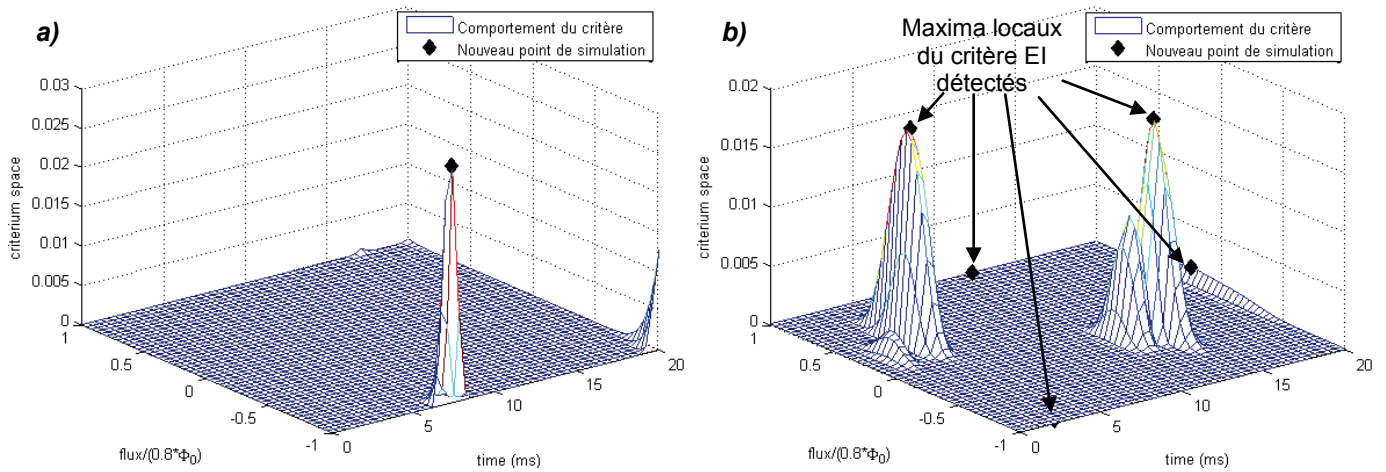 a)
Comportement du critère
Nouveau point de simulation
0.03
0.025
0.02
0.015
0.01
0.005
0
criterium space
1
0.5
0
-0.5
-1
flux/(0.8*Φ0)
0
5
10
15
20
time (ms)
b)
Maxima locaux
du critère EI
détectés
Comportement du critère
Nouveau point de simulation
0.02
0.015
0.01
0.005
0
criterium space
1
0.5
0
-0.5
-1
flux/(0.8*Φ0)
0
5
10
15
20
time (ms)